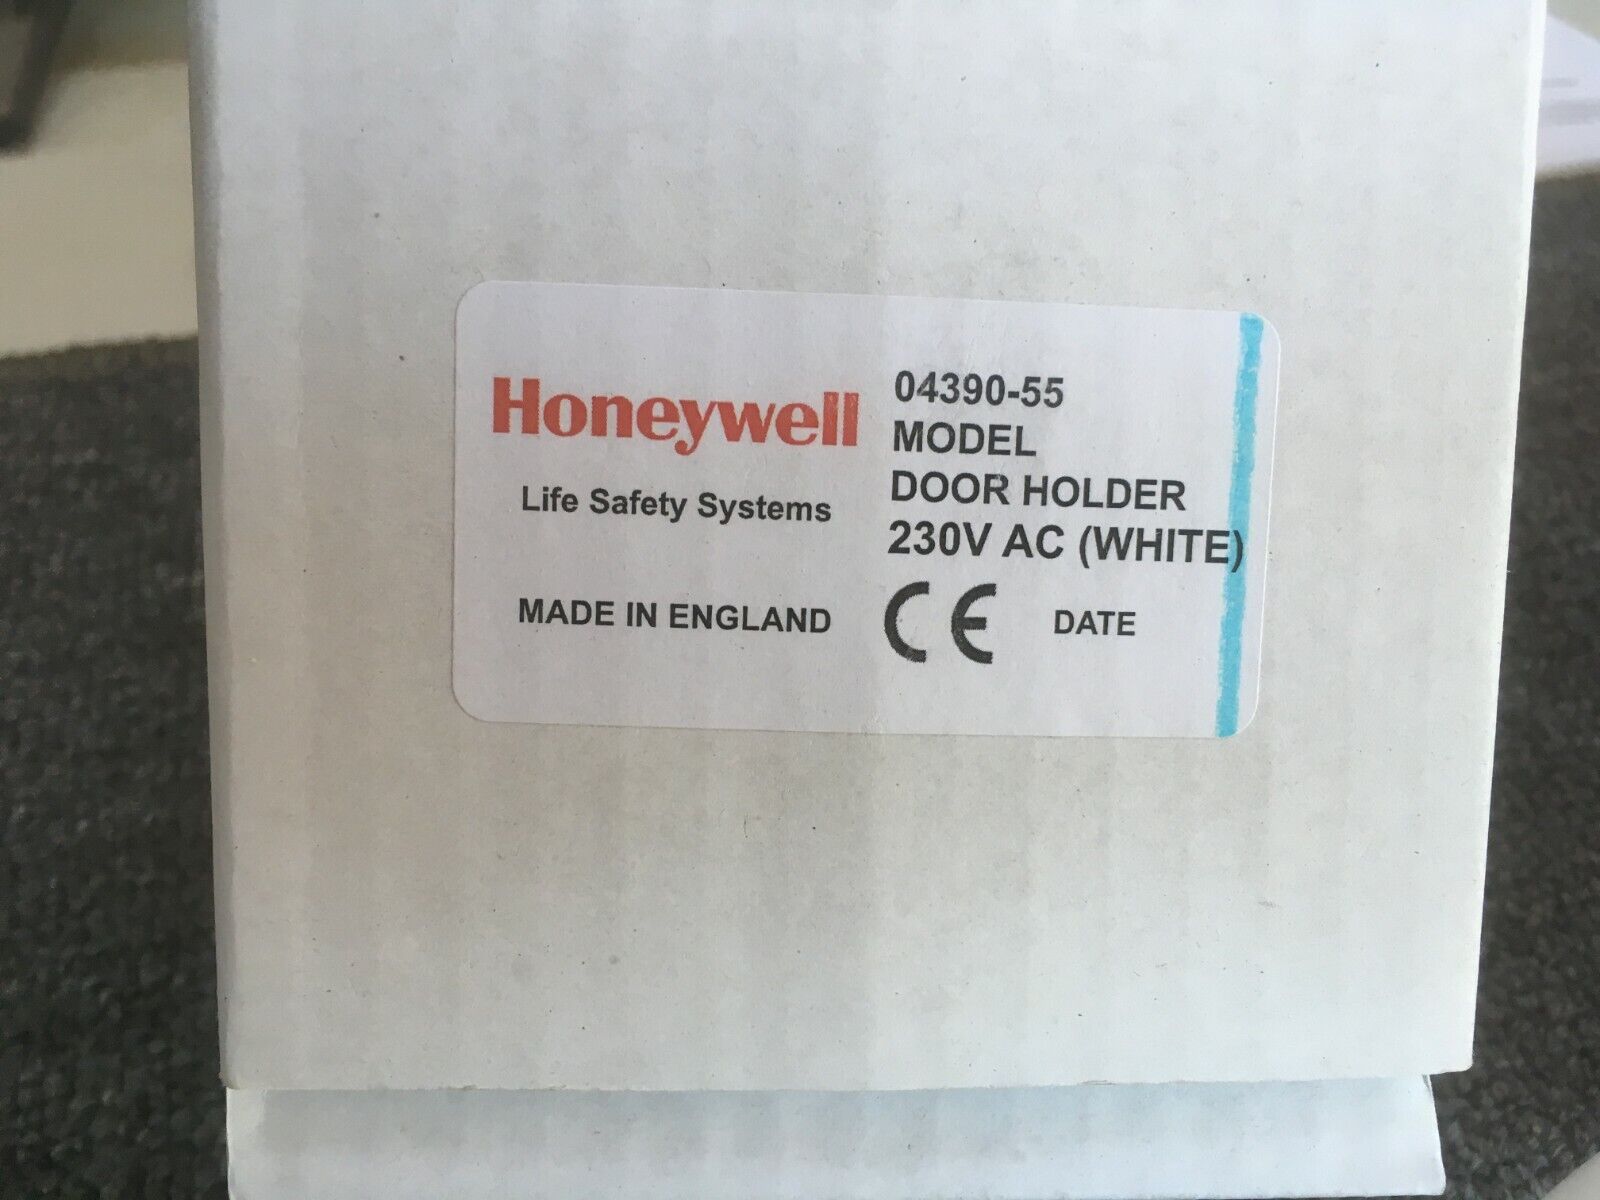 Honeywell
Life Safety Systems
MADE IN ENGLAND
04390-55
MODEL
DOOR HOLDER
230V AC (WHITE)
CE DATE